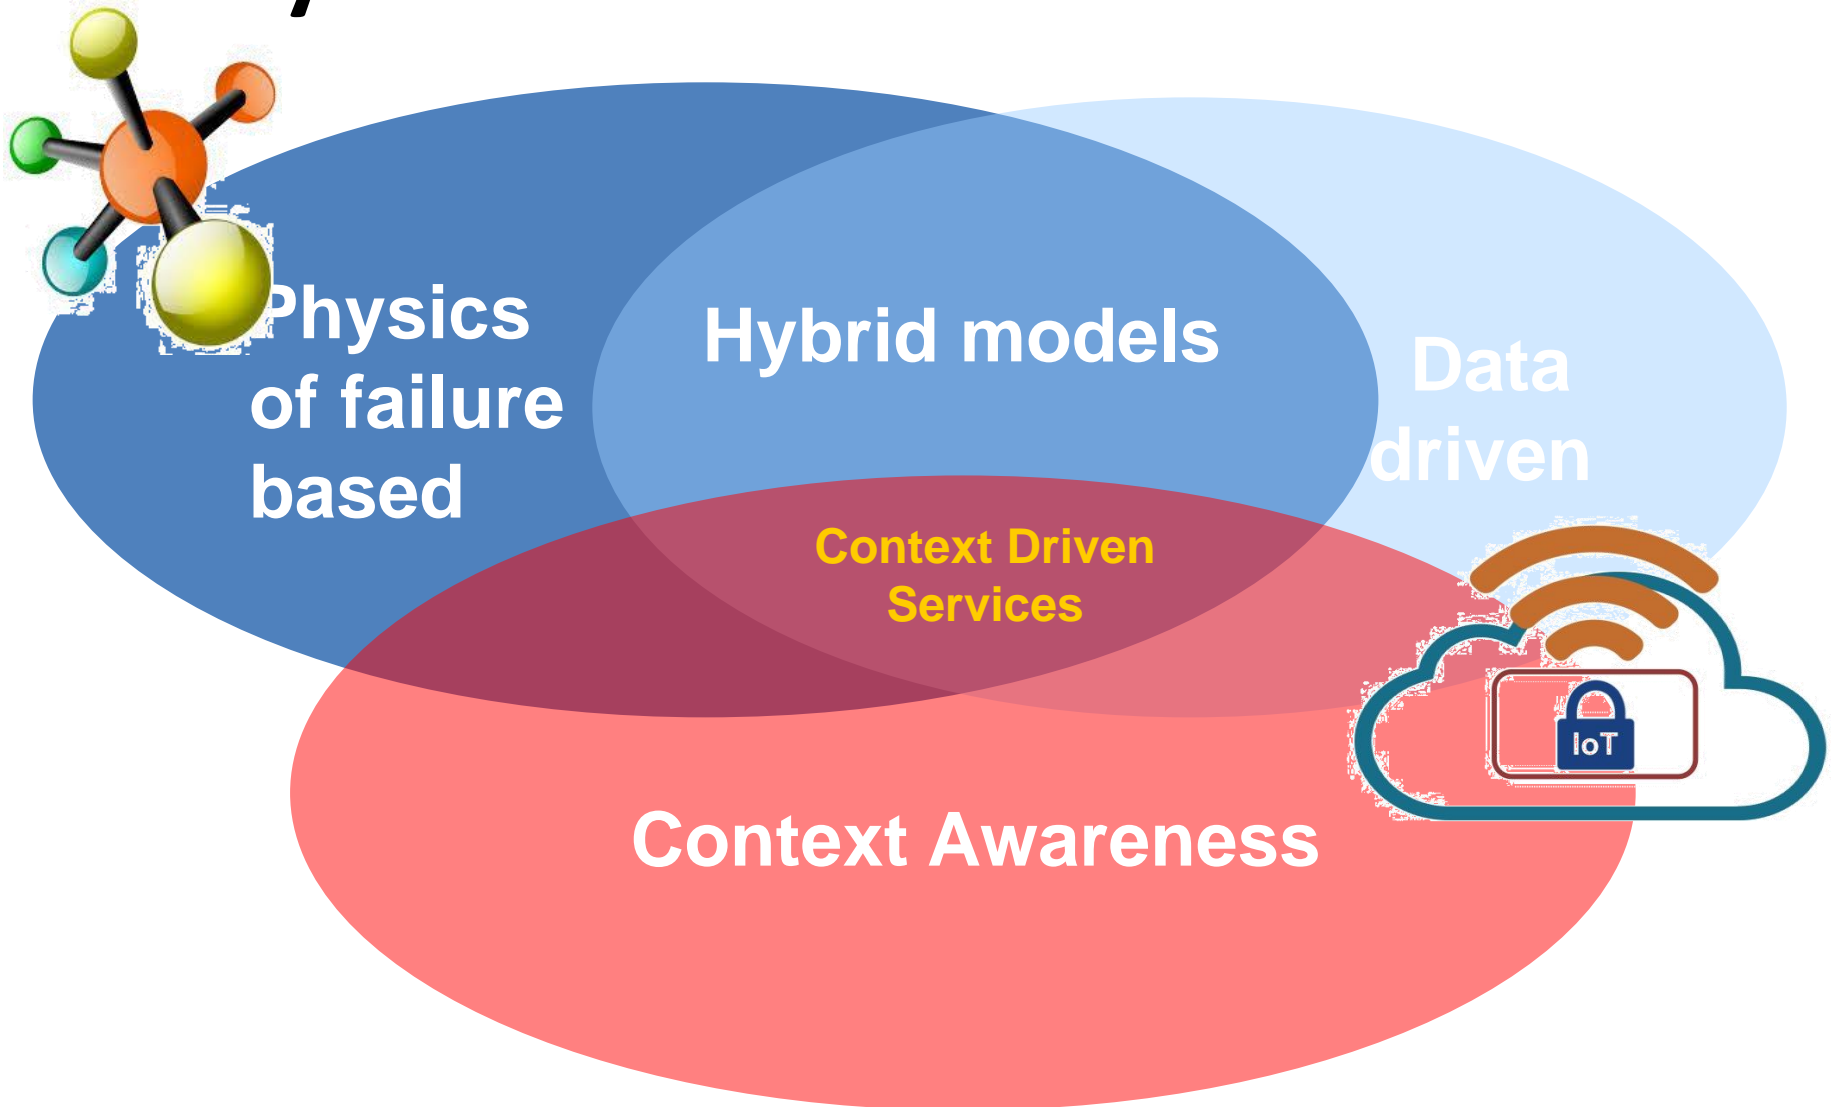 Physics
of failure
based
Hybrid models
Data
driven
Context Driven
Services
IoT
Context Awareness